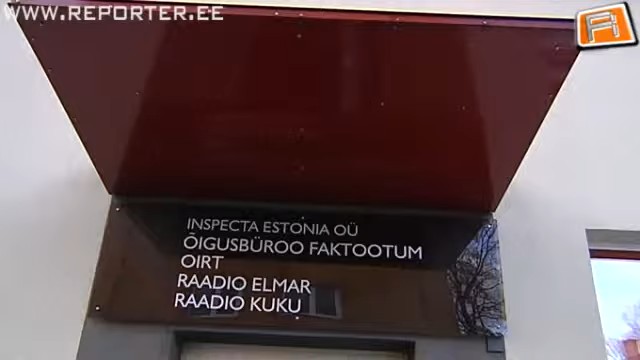 WWW.REPORTER.EE
INSPECTA ESTONIA OÜ
ÕIGUSBÜROO FAKTOOTUM
OIRT
RAADIO ELMAR
RAADIO KUKU